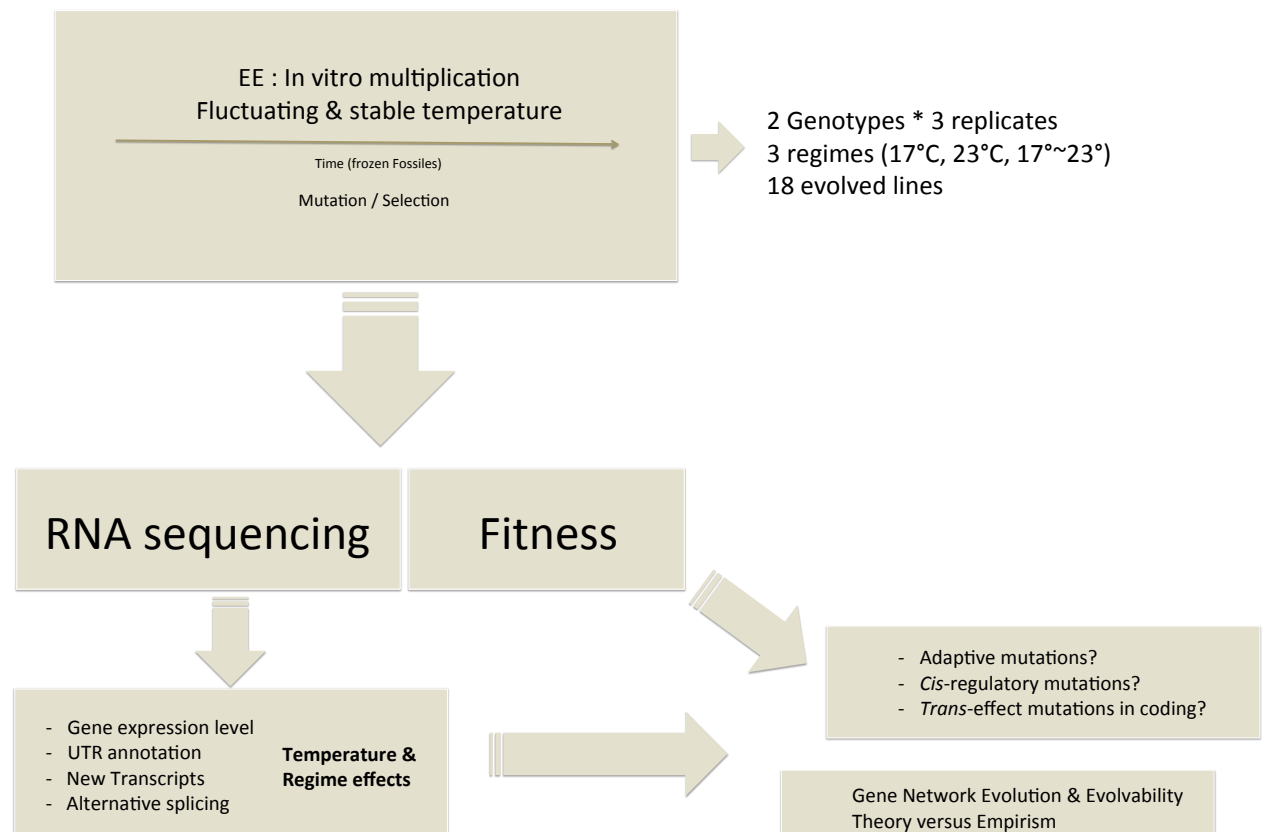 EE : In vitro multiplication
Fluctuating & stable temperature
Time (frozen Fossiles)
Mutation / Selection
2 Genotypes * 3 replicates
3 regimes (17°C, 23°C, 17°~23°)
18 evolved lines
RNA sequencing
Fitness
- Gene expression level
- UTR annotation
- New Transcripts
- Alternative splicing
Temperature &
Regime effects
- Adaptive mutations?
- Cis-regulatory mutations?
- Trans-effect mutations in coding?
Gene Network Evolution & Evolvability
Theory versus Empirism